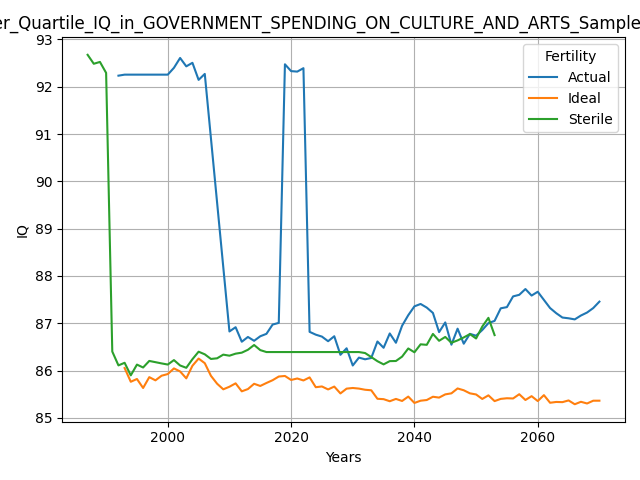 er_Quartile_IQ_in_GOVERNMENT_SPENDING_ON_CULTURE_AND_ARTS_Sample
93
92
91
90
89
88
87
86
85
IQ
Fertility
Actual
Ideal
Sterile
2000
2020
2040
2060
Years